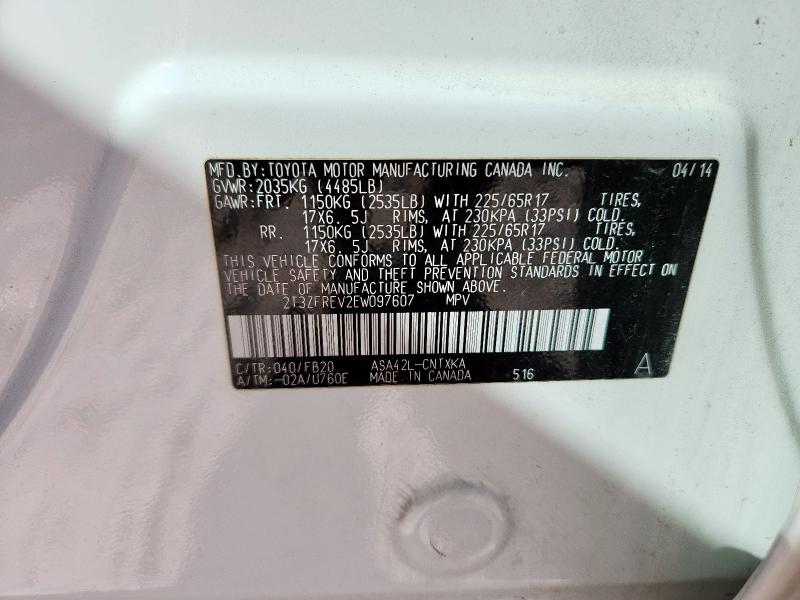 MFD.BY:TOYOTA MOTOR MANUFACTURING CANADA INC. 04/14
GVWR:2035KG (4485LB)
GAWR:FRT. 1150KG (2535LB) WITH 225/65R17 TIRES,
17X6.5J RIMS, AT 230KPA (33PSI) COLD.
RR. 1150KG (2535LB) WITH 225/65R17 TIRES,
17X6.5J RIMS, AT 230KPA (33PSI) COLD.
THIS VEHICLE CONFORMS TO ALL APPLICABLE FEDERAL MOTOR
VEHICLE SAFETY AND THEFT PREVENTION STANDARDS IN EFFECT ON
THE DATE OF MANUFACTURE SHOWN ABOVE.
2T3ZFREV2EW097607 MPV
C/TR:040/FB20 ASA42L-CNTXKA
A/TM:-02A/U760E MADE IN CANADA 516 A